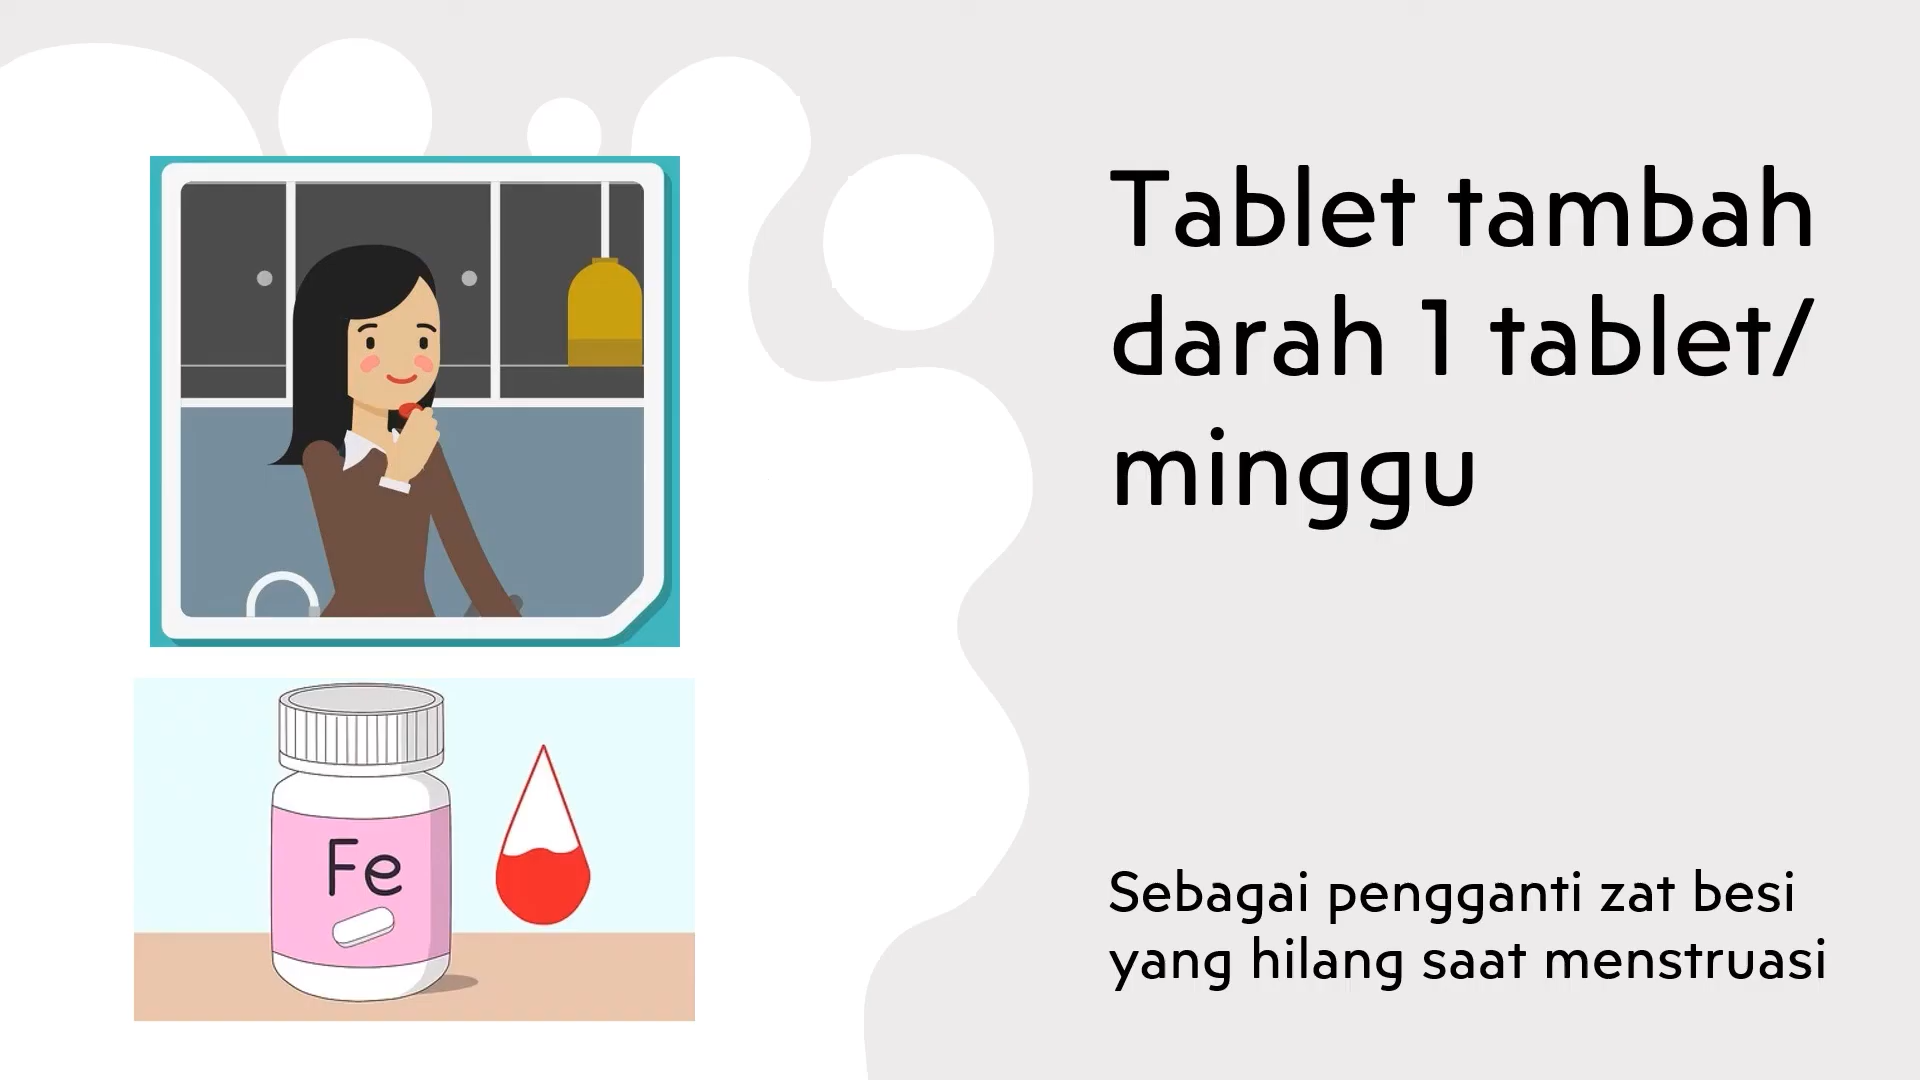 Tablet tambah
darah 1 tablet/
minggu
Fe
Sebagai pengganti zat besi
yang hilang saat menstruasi